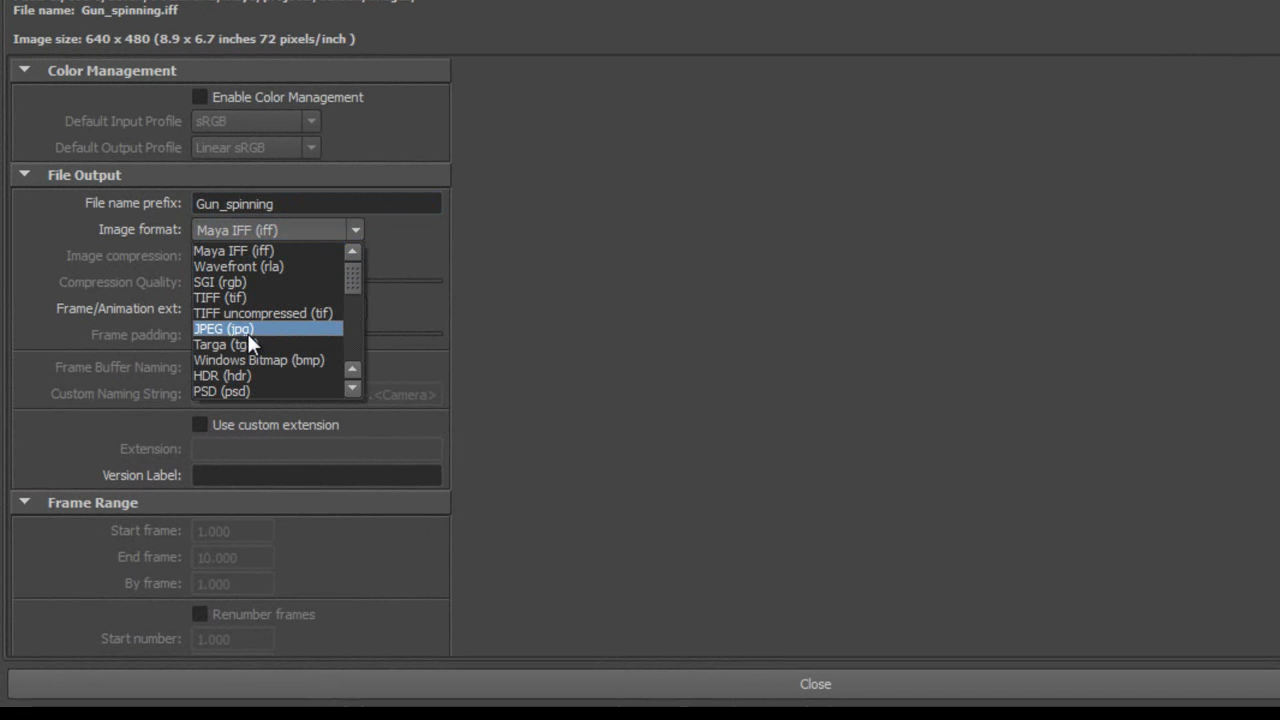 File name: Gun_spinning.iff
Image size: 640 x 480 (8.9 x 6.7 inches 72 pixels/inch )
Color Management
Enable Color Management
Default Input Profile sRGB
Default Output Profile Linear sRGB
File Output
File name prefix: Gun_spinning
Image format: Maya IFF (iff)
Maya IFF (iff)
Image compression:
Wavefront (rla)
Compression Quality: SGI (rgb)
TIFF (tif)
Frame/Animation ext: TIFF uncompressed (tif)
JPEG (jpg)
Frame padding:
Targa
Windows Bitmap (bmp)
Frame Buffer Naming:
HDR (hdr)
Custom Naming String: PSD (psd) .<Camera>
Use custom extension
Extension:
Version Label:
Frame Range
Start frame: 1.000
End frame: 10.000
By frame: 1.000
Renumber frames
Start number: 1.000
Close